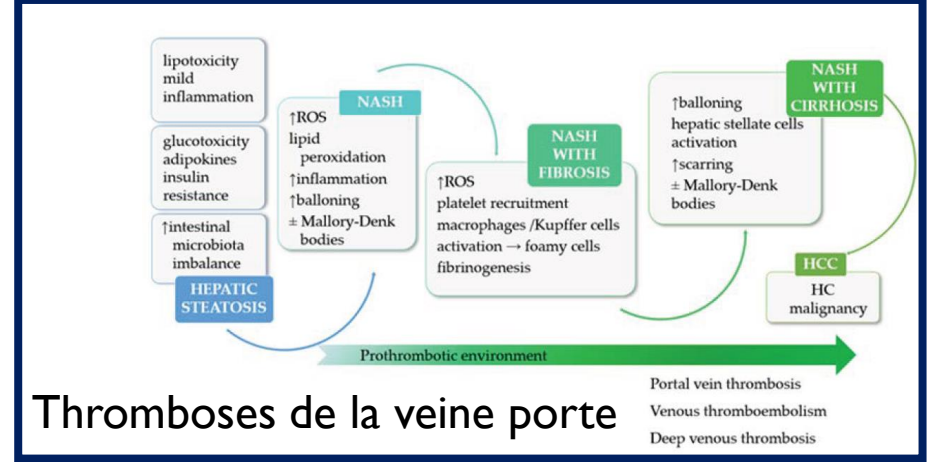 lipotoxicity
mild
inflammation
glucotoxicity
adipokines
insulin
resistance
↑intestinal
microbiota
imbalance
HEPATIC
STEATOSIS
NASH
↑ROS
lipid
peroxidation
↑inflammation
↑balloning
± Mallory-Denk
bodies
NASH
WITH
FIBROSIS
↑ROS
platelet recruitment
macrophages /Kupffer cells
activation → foamy cells
fibrinogenesis
NASH
WITH
CIRRHOSIS
↑balloning
hepatic stellate cells
activation
↑scarring
± Mallory-Denk
bodies
HCC
HC
malignancy
Prothrombotic environment
Portal vein thrombosis
Venous thromboembolism
Deep venous thrombosis
Thromboses de la veine porte